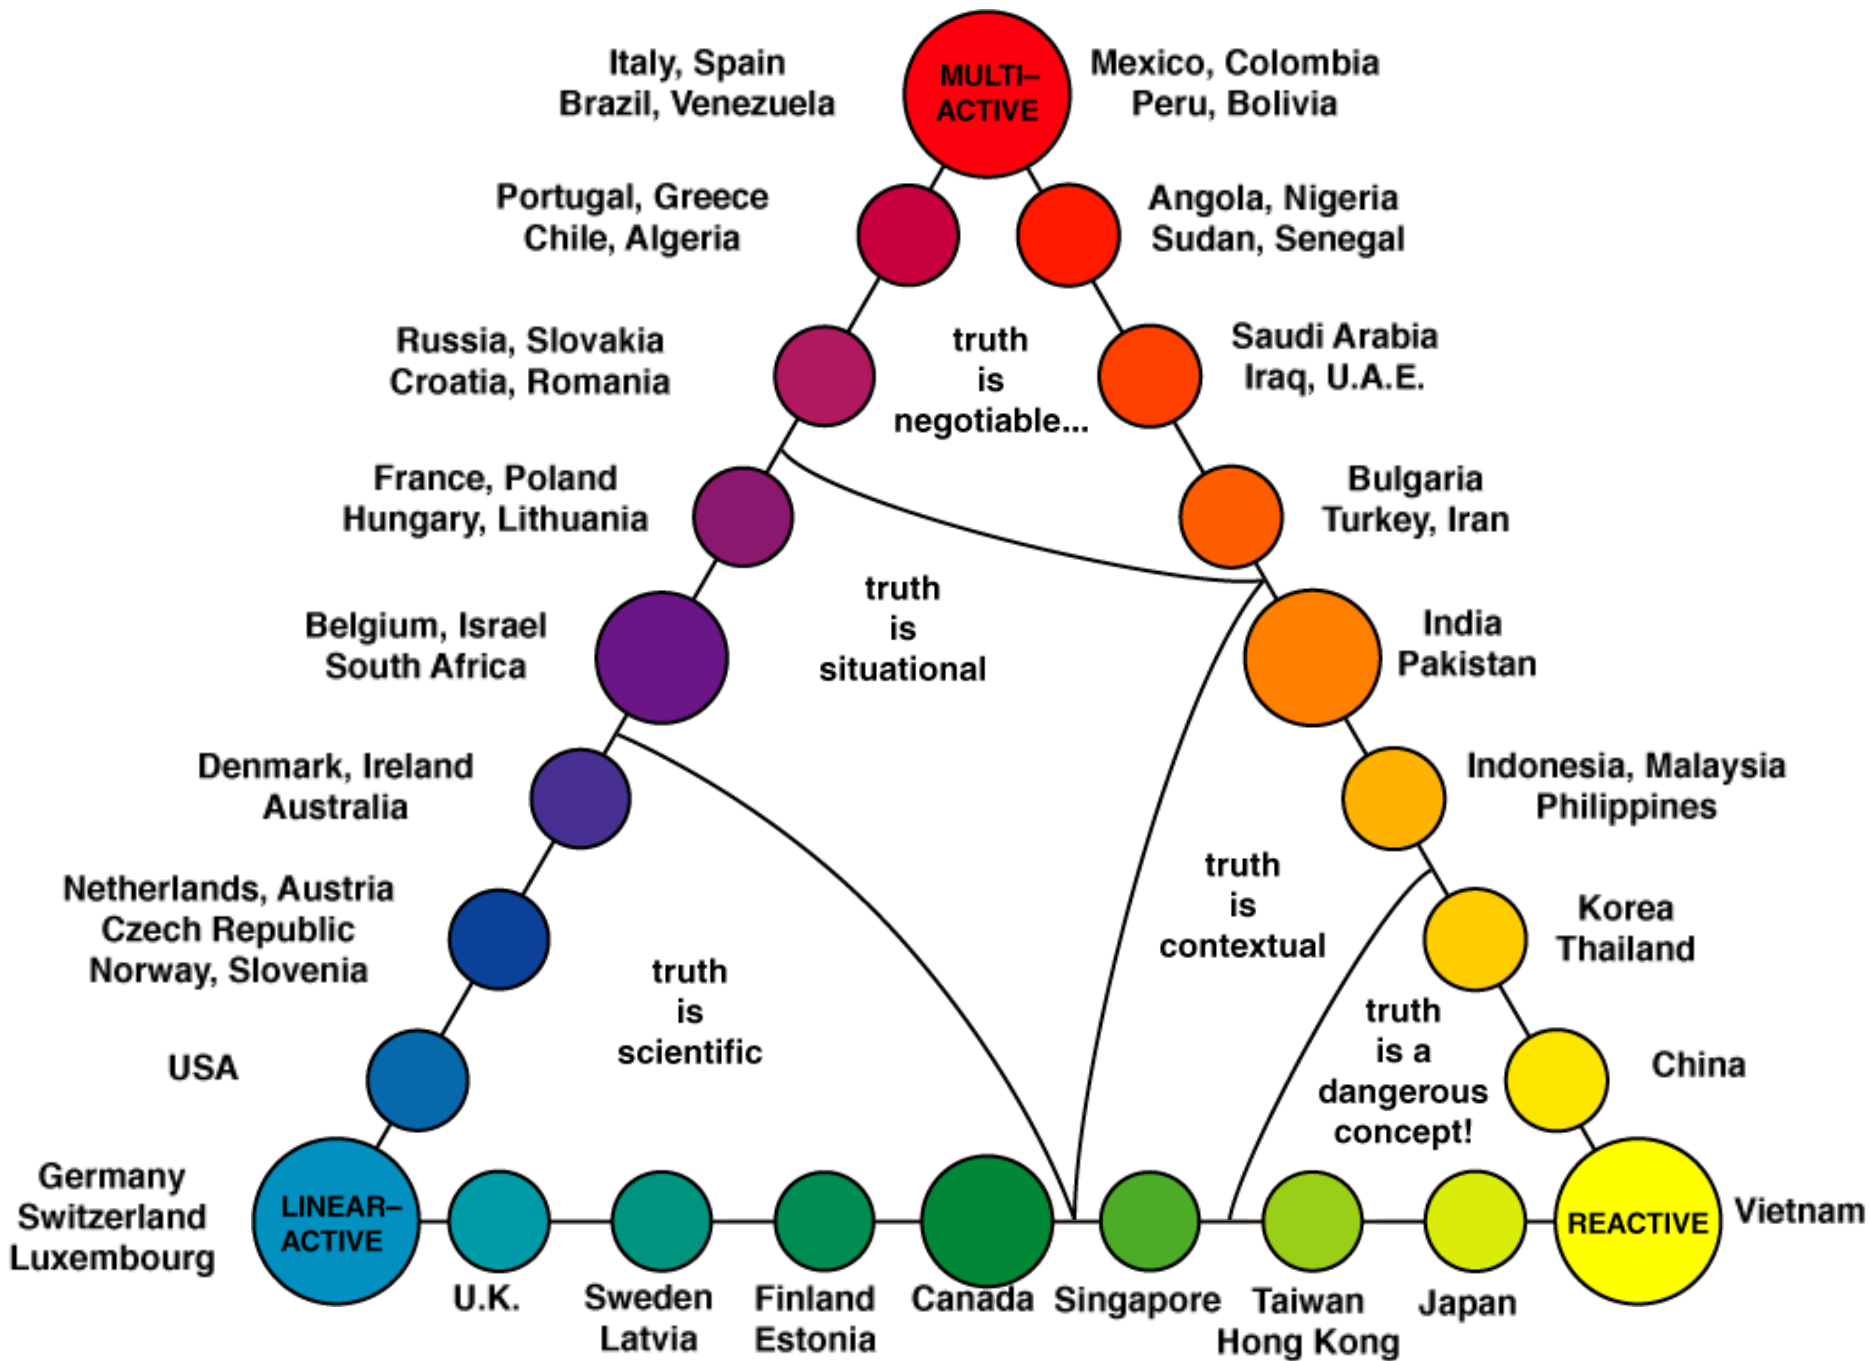 Italy, Spain
Brazil, Venezuela
MULTI–
ACTIVE
Mexico, Colombia
Peru, Bolivia
Portugal, Greece
Chile, Algeria
Angola, Nigeria
Sudan, Senegal
Russia, Slovakia
Croatia, Romania
truth
is
negotiable...
Saudi Arabia
Iraq, U.A.E.
France, Poland
Hungary, Lithuania
Bulgaria
Turkey, Iran
truth
is
situational
Belgium, Israel
South Africa
India
Pakistan
Denmark, Ireland
Australia
Indonesia, Malaysia
Philippines
truth
is
contextual
Netherlands, Austria
Czech Republic
Norway, Slovenia
Korea
Thailand
truth
is
scientific
truth
is a
dangerous
concept!
USA
China
Germany
Switzerland
Luxembourg
LINEAR–
ACTIVE
REACTIVE
Vietnam
U.K.
Sweden
Latvia
Finland
Estonia
Canada
Singapore
Taiwan
Hong Kong
Japan